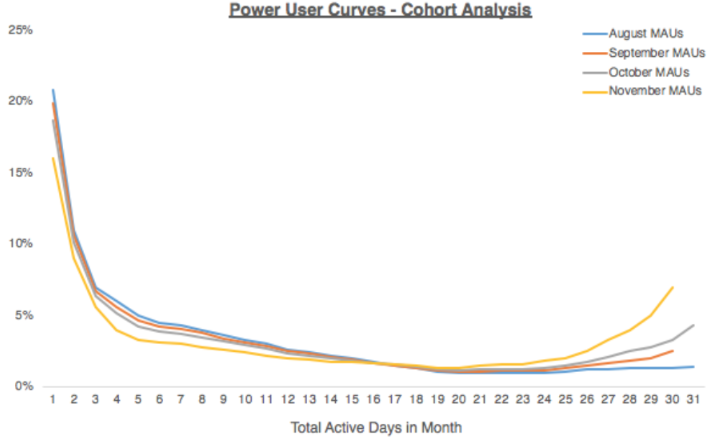 Power User Curves - Cohort Analysis
25%
20%
15%
10%
5%
0%
August MAUs
September MAUs
October MAUs
November MAUs
1 2 3 4 5 6 7 8 9 10 11 12 13 14 15 16 17 18 19 20 21 22 23 24 25 26 27 28 29 30 31
Total Active Days in Month